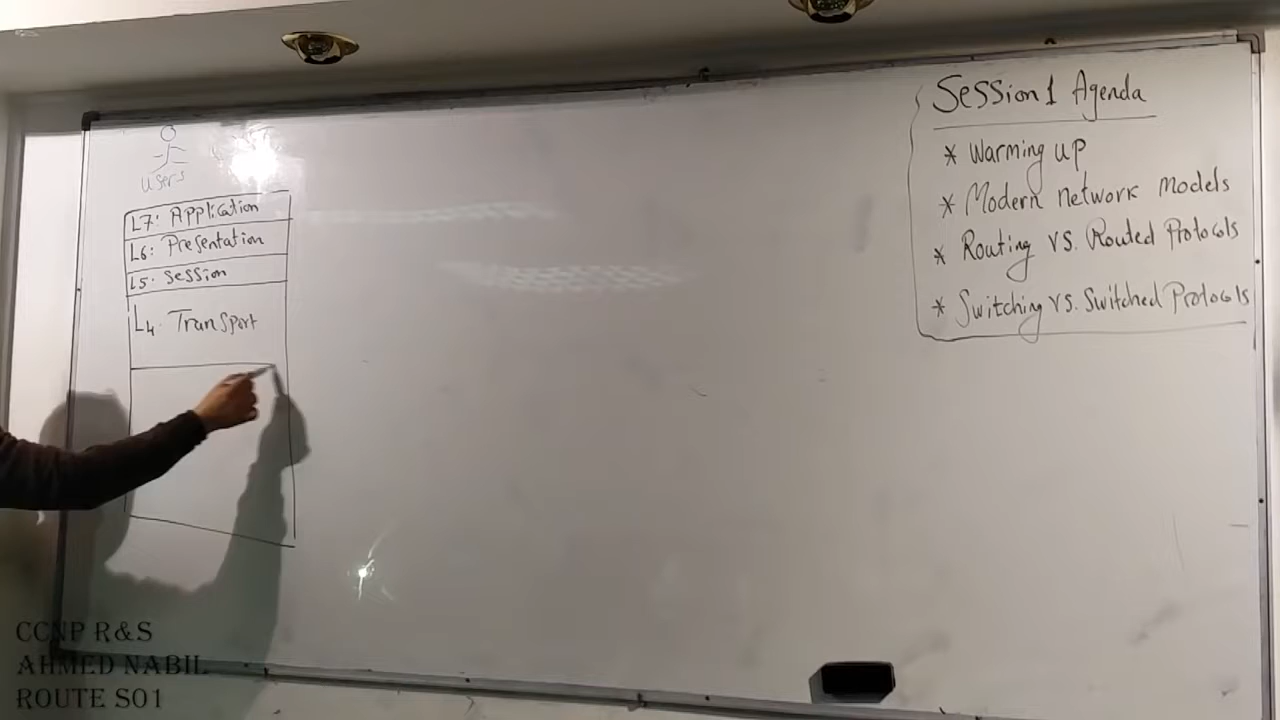 users
L7: Application
L6: Presentation
L5: Session
L4: Transport
Session 1 Agenda
* Warming up
* Modern network models
* Routing vs. Routed Protocols
* Switching vs. Switched Protocols
CCNP R&S
AHMED NABIL
ROUTE S01